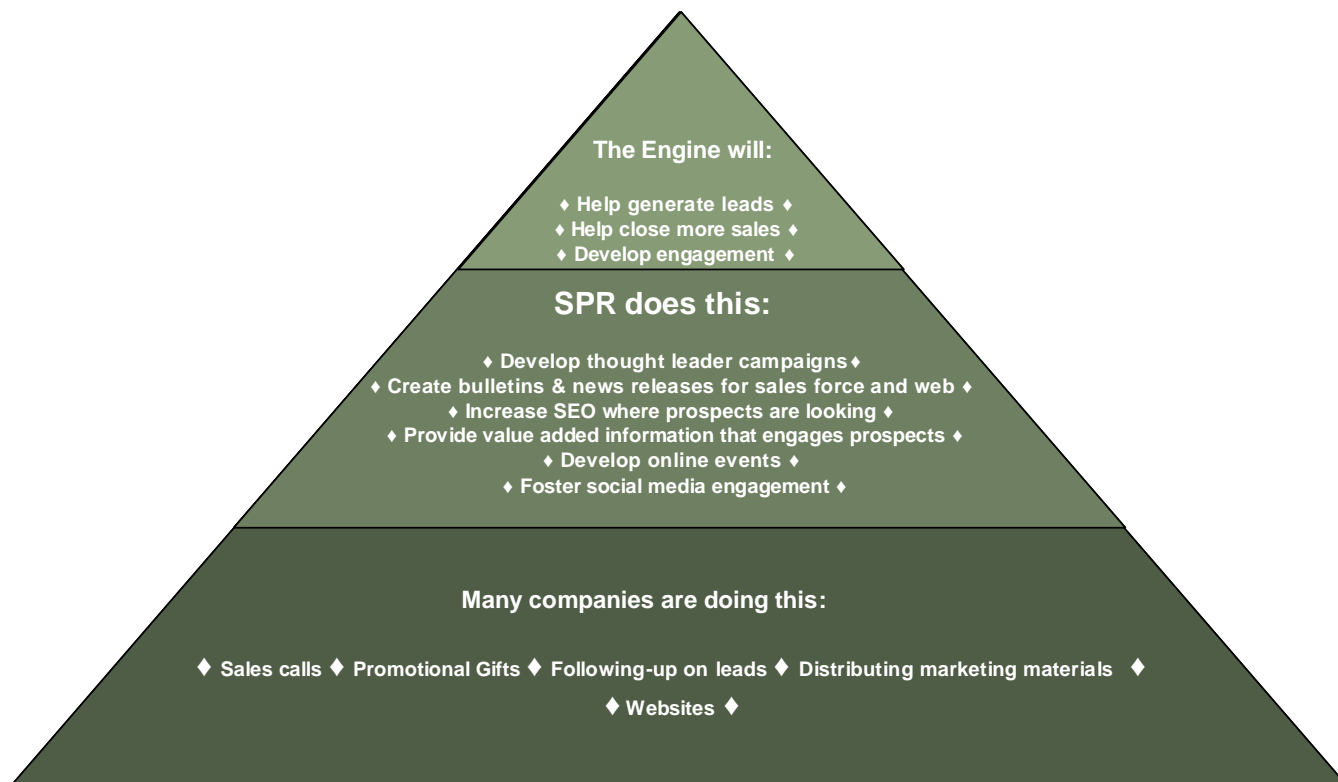 The Engine will:
♦ Help generate leads ♦
♦ Help close more sales ♦
♦ Develop engagement ♦
SPR does this:
♦ Develop thought leader campaigns ♦
♦ Create bulletins & news releases for sales force and web ♦
♦ Increase SEO where prospects are looking ♦
♦ Provide value added information that engages prospects ♦
♦ Develop online events ♦
♦ Foster social media engagement ♦
Many companies are doing this:
♦ Sales calls ♦ Promotional Gifts ♦ Following-up on leads ♦ Distributing marketing materials ♦
♦ Websites ♦